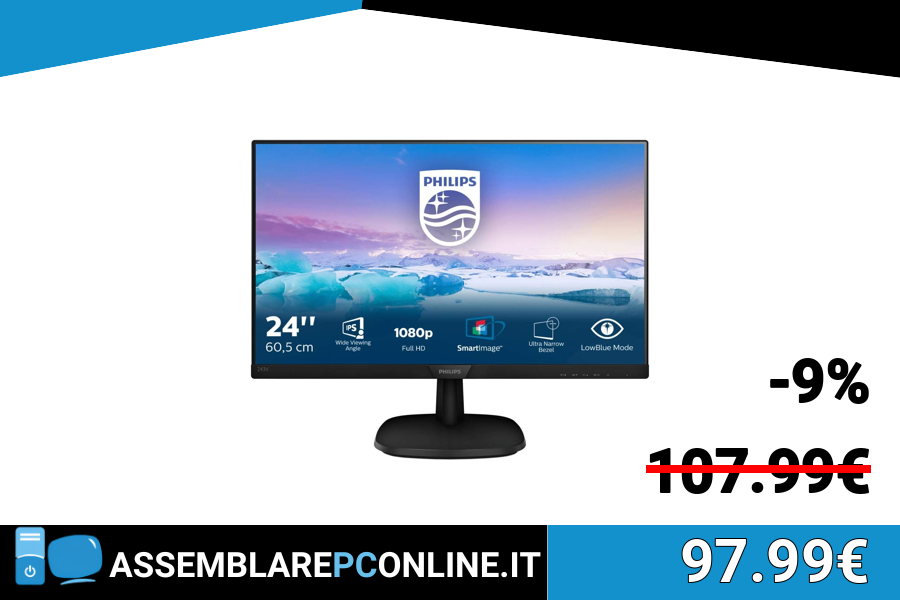 PHILIPS
24''
60,5 cm
IPS
Wide Viewing
Angle
1080p
Full HD
SmartImage™
Ultra Narrow
Bezel
LowBlue Mode
PHILIPS
-9%
107.99€
ASSEMBLAREPCONLINE.IT
97.99€